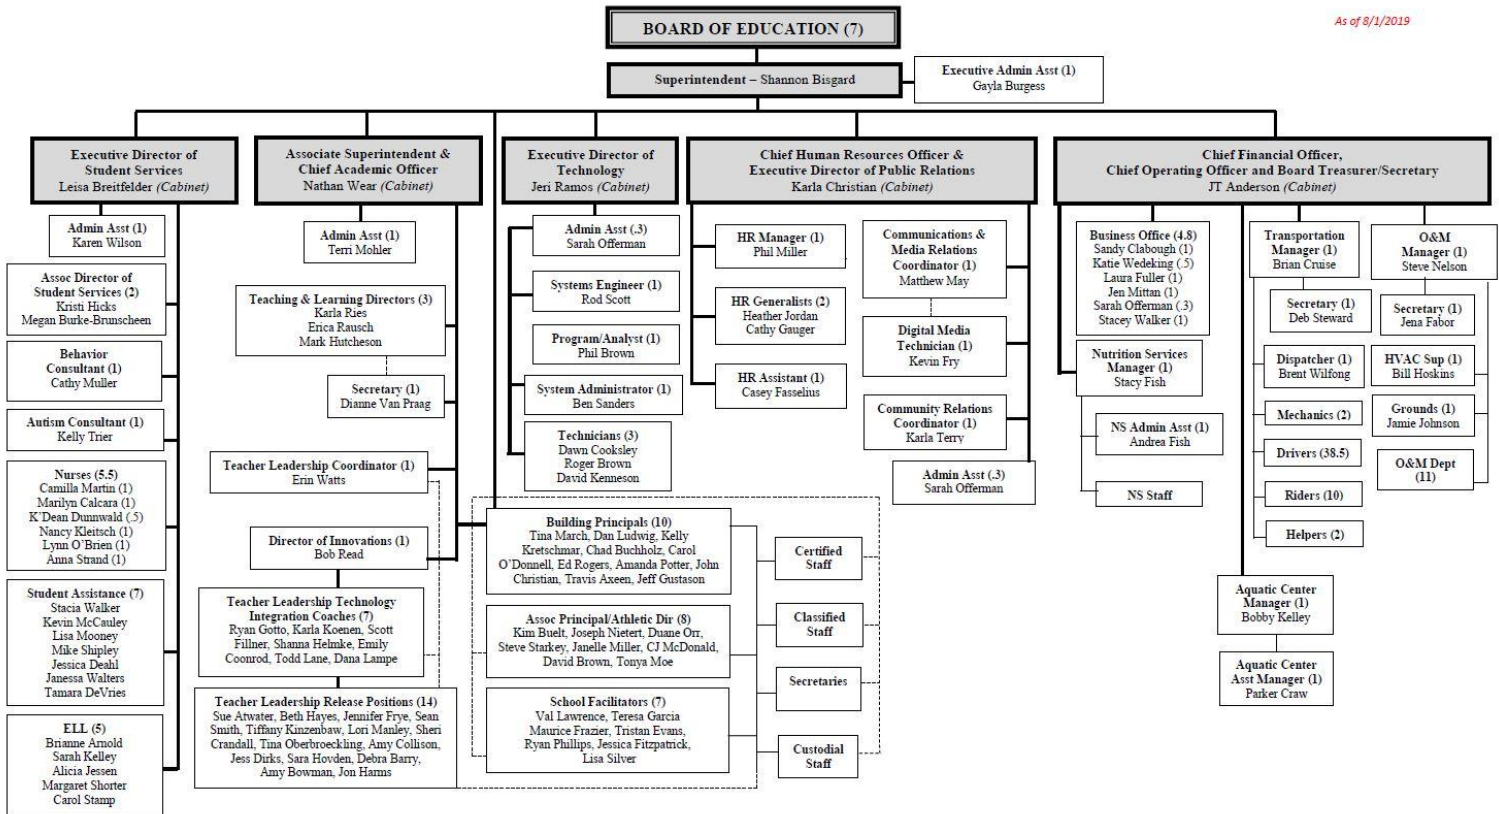 BOARD OF EDUCATION (7)
As of 8/1/2019
Superintendent – Shannon Bisgard
Executive Admin Asst (1)
Gayla Burgess
Executive Director of
Student Services
Leisa Breitfelder (Cabinet)
Admin Asst (1)
Karen Wilson
Assoc Director of
Student Services (2)
Kristi Hicks
Megan Burke-Brunscheen
Behavior
Consultant (1)
Cathy Muller
Autism Consultant (1)
Kelly Trier
Nurses (5.5)
Camilla Martin (1)
Marilyn Calcara (1)
K'Dean Dunnwald (.5)
Nancy Kleitsch (1)
Lynn O'Brien (1)
Anna Strand (1)
Student Assistance (7)
Stacia Walker
Kevin McCauley
Lisa Mooney
Mike Shipley
Jessica Deahl
Janessa Walters
Tamara DeVries
ELL (5)
Brianne Arnold
Sarah Kelley
Alicia Jessen
Margaret Shorter
Carol Stamp
Associate Superintendent &
Chief Academic Officer
Nathan Wear (Cabinet)
Admin Asst (1)
Terri Mohler
Teaching & Learning Directors (3)
Karla Ries
Erica Rausch
Mark Hutcheson
Secretary (1)
Dianne Van Praag
Teacher Leadership Coordinator (1)
Erin Watts
Director of Innovations (1)
Bob Read
Teacher Leadership Technology
Integration Coaches (7)
Ryan Gotto, Karla Koenen, Scott
Fillner, Shanna Helmke, Emily
Coonrod, Todd Lane, Dana Lampe
Teacher Leadership Release Positions (14)
Sue Atwater, Beth Hayes, Jennifer Frye, Sean
Smith, Tiffany Kinzenbaw, Lori Manley, Sheri
Crandall, Tina Oberbroeckling, Amy Collison,
Jess Dirks, Sara Hovden, Debra Barry,
Amy Bowman, Jon Harms
Executive Director of
Technology
Jeri Ramos (Cabinet)
Admin Asst (.3)
Sarah Offerman
Systems Engineer (1)
Rod Scott
Program/Analyst (1)
Phil Brown
System Administrator (1)
Ben Sanders
Technicians (3)
Dawn Cooksley
Roger Brown
David Kenneson
Building Principals (10)
Tina March, Dan Ludwig, Kelly
Kretschmar, Chad Buchholz, Carol
O'Donnell, Ed Rogers, Amanda Potter, John
Christian, Travis Axeen, Jeff Gustason
Assoc Principal/Athletic Dir (8)
Kim Buelt, Joseph Nietert, Duane Orr,
Steve Starkey, Janelle Miller, CJ McDonald,
David Brown, Tonya Moe
School Facilitators (7)
Val Lawrence, Teresa Garcia
Maurice Frazier, Tristan Evans,
Ryan Phillips, Jessica Fitzpatrick,
Lisa Silver
Certified
Staff
Classified
Staff
Secretaries
Custodial
Staff
Chief Human Resources Officer &
Executive Director of Public Relations
Karla Christian (Cabinet)
HR Manager (1)
Phil Miller
HR Generalists (2)
Heather Jordan
Cathy Gauger
HR Assistant (1)
Casey Fasselius
Communications &
Media Relations
Coordinator (1)
Matthew May
Digital Media
Technician (1)
Kevin Fry
Community Relations
Coordinator (1)
Karla Terry
Admin Asst (.3)
Sarah Offerman
Chief Financial Officer,
Chief Operating Officer and Board Treasurer/Secretary
JT Anderson (Cabinet)
Business Office (4.8)
Sandy Clabough (1)
Katie Wedeking (.5)
Laura Fuller (1)
Jen Mittan (1)
Sarah Offerman (.3)
Stacey Walker (1)
Nutrition Services
Manager (1)
Stacy Fish
NS Admin Asst (1)
Andrea Fish
NS Staff
Aquatic Center
Manager (1)
Bobby Kelley
Aquatic Center
Asst Manager (1)
Parker Craw
Transportation
Manager (1)
Brian Cruise
Secretary (1)
Deb Steward
Dispatcher (1)
Brent Wilfong
Mechanics (2)
Drivers (38.5)
Riders (10)
Helpers (2)
O&M
Manager (1)
Steve Nelson
Secretary (1)
Jena Fabor
HVAC Sup (1)
Bill Hoskins
Grounds (1)
Jamie Johnson
O&M Dept
(11)